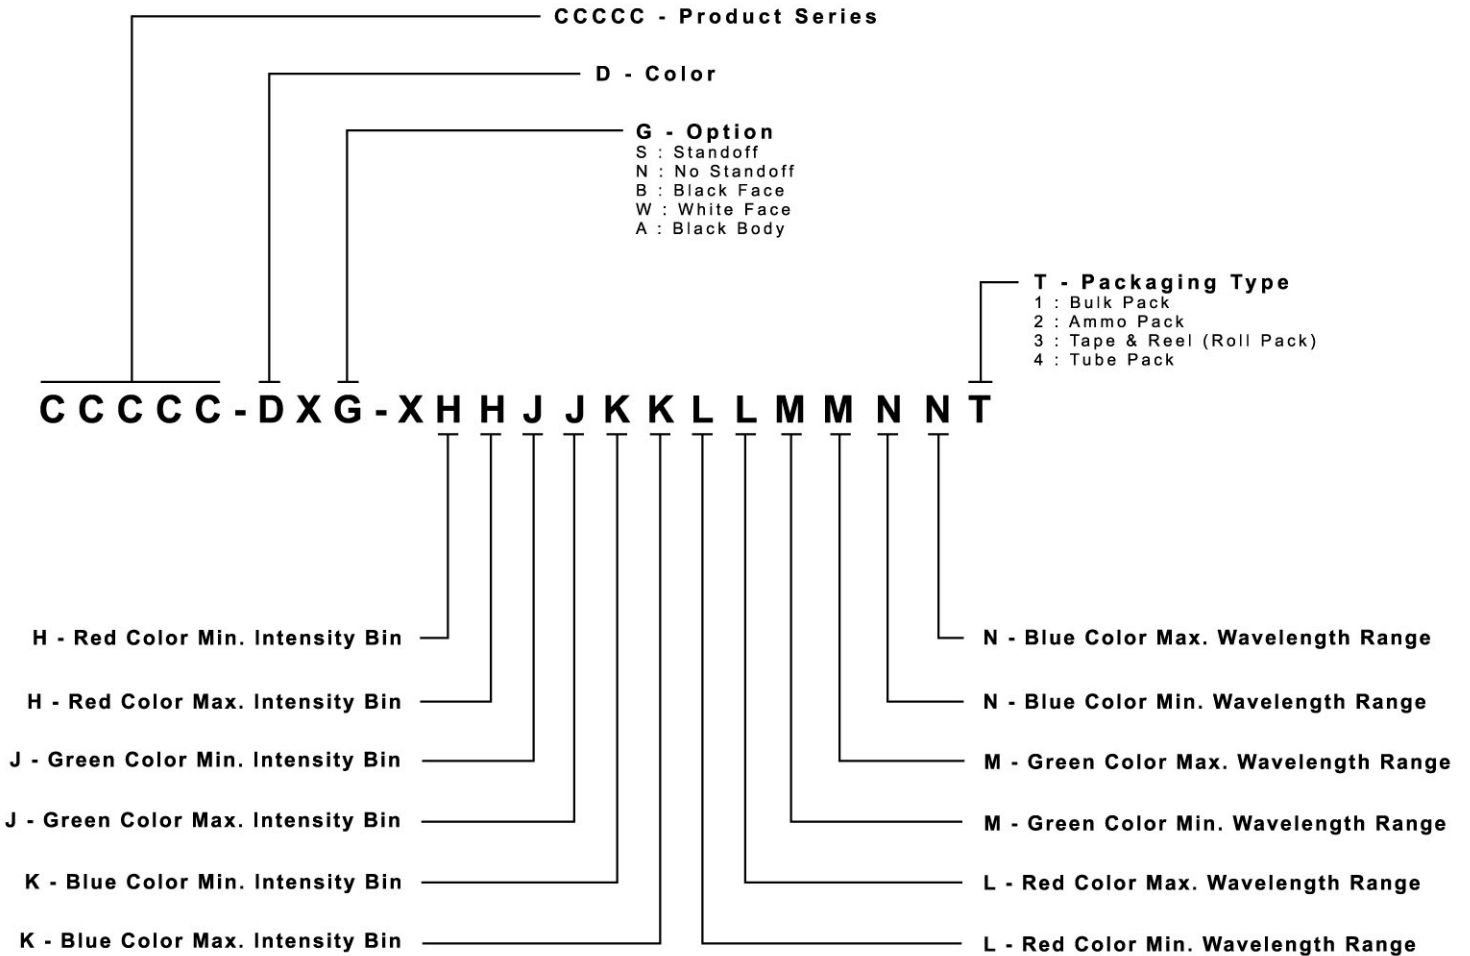 CCCCC - Product Series
D - Color
G - Option
S : Standoff
N : No Standoff
B : Black Face
W : White Face
A : Black Body
T - Packaging Type
1 : Bulk Pack
2 : Ammo Pack
3 : Tape & Reel (Roll Pack)
4 : Tube Pack
CCCCC-DXG-XHHJJKKLLMMNNT
H - Red Color Min. Intensity Bin
H - Red Color Max. Intensity Bin
J - Green Color Min. Intensity Bin
J - Green Color Max. Intensity Bin
K - Blue Color Min. Intensity Bin
K - Blue Color Max. Intensity Bin
N - Blue Color Max. Wavelength Range
N - Blue Color Min. Wavelength Range
M - Green Color Max. Wavelength Range
M - Green Color Min. Wavelength Range
L - Red Color Max. Wavelength Range
L - Red Color Min. Wavelength Range